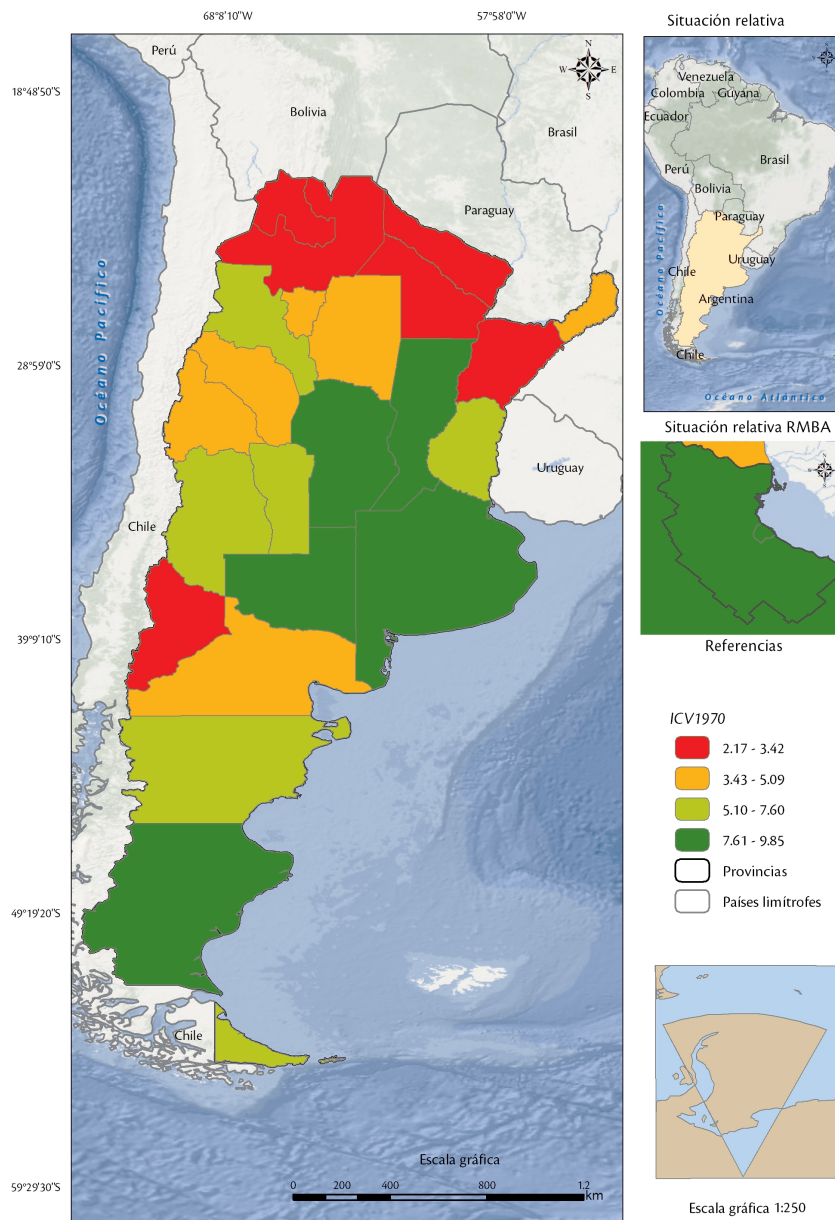 68°8'10"W
57°58'0"W
Situación relativa
Perú
N
W
E
S
18°48'50"S
Bolivia
Brasil
Paraguay
Océano Pacífico
28°59'0"S
Uruguay
Chile
39°9'10"S
49°19'20"S
Chile
Escala gráfica
0 200 400 800 1.2
km
59°29'30"S
Venezuela
Colombia
Guyana
Ecuador
Perú
Brasil
Bolivia
Paraguay
Océano Pacífico
Uruguay
Chile
Argentina
Chile
Océano Atlántico
Situación relativa RMBA
Referencias
ICV1970
2.17 - 3.42
3.43 - 5.09
5.10 - 7.60
7.61 - 9.85
Provincias
Países limítrofes
Escala gráfica 1:250